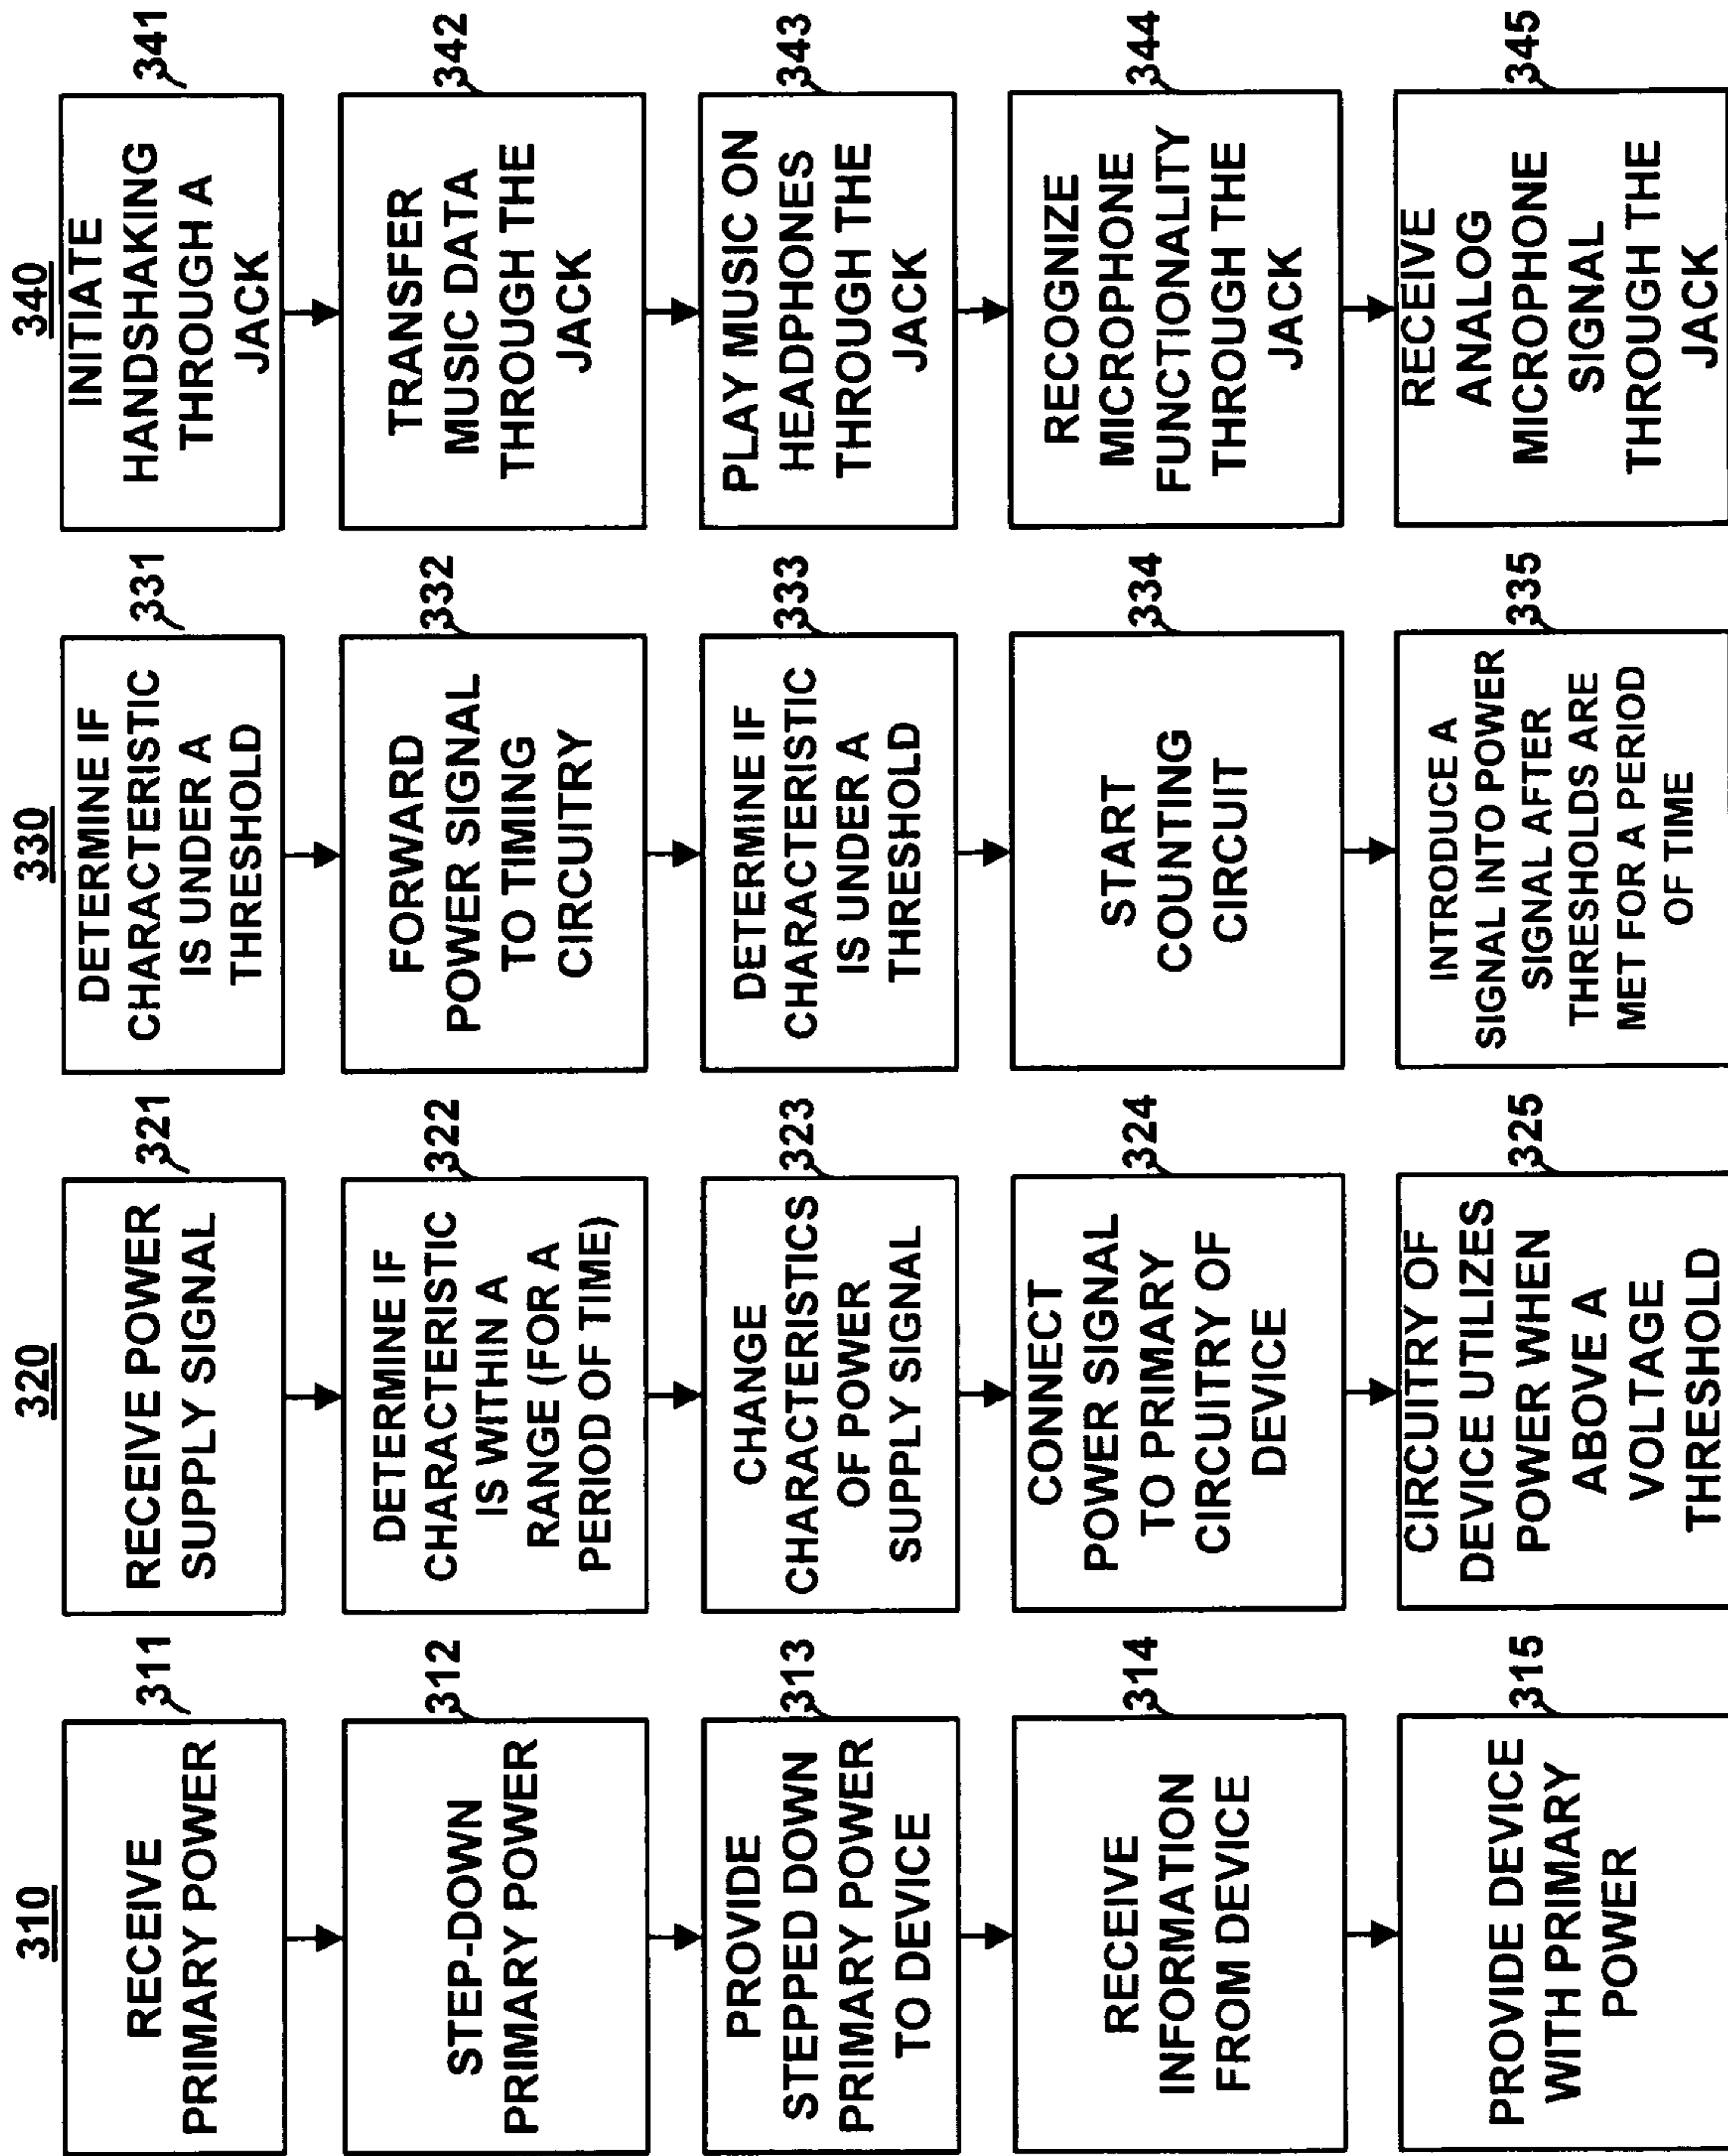 310
RECEIVE
PRIMARY POWER
311
STEP-DOWN
PRIMARY POWER
312
PROVIDE
STEPPED DOWN
PRIMARY POWER
TO DEVICE
313
RECEIVE
INFORMATION
FROM DEVICE
314
PROVIDE DEVICE
WITH PRIMARY
POWER
315
320
RECEIVE POWER
SUPPLY SIGNAL
321
DETERMINE IF
CHARACTERISTIC
IS WITHIN A
RANGE (FOR A
PERIOD OF TIME)
322
CHANGE
CHARACTERISTICS
OF POWER
SUPPLY SIGNAL
323
CONNECT
POWER SIGNAL
TO PRIMARY
CIRCUITRY OF
DEVICE
324
CIRCUITRY OF
DEVICE UTILIZES
POWER WHEN
ABOVE A
VOLTAGE
THRESHOLD
325
330
DETERMINE IF
CHARACTERISTIC
IS UNDER A
THRESHOLD
331
FORWARD
POWER SIGNAL
TO TIMING
CIRCUITRY
332
DETERMINE IF
CHARACTERISTIC
IS UNDER A
THRESHOLD
333
START
COUNTING
CIRCUIT
334
INTRODUCE A
SIGNAL INTO POWER
SIGNAL AFTER
THRESHOLDS ARE
MET FOR A PERIOD
OF TIME
335
340
INITIATE
HANDSHAKING
THROUGH A
JACK
341
TRANSFER
MUSIC DATA
THROUGH THE
JACK
342
PLAY MUSIC ON
HEADPHONES
THROUGH THE
JACK
343
RECOGNIZE
MICROPHONE
FUNCTIONALITY
THROUGH THE
JACK
344
RECEIVE
ANALOG
MICROPHONE
SIGNAL
THROUGH THE
JACK
345